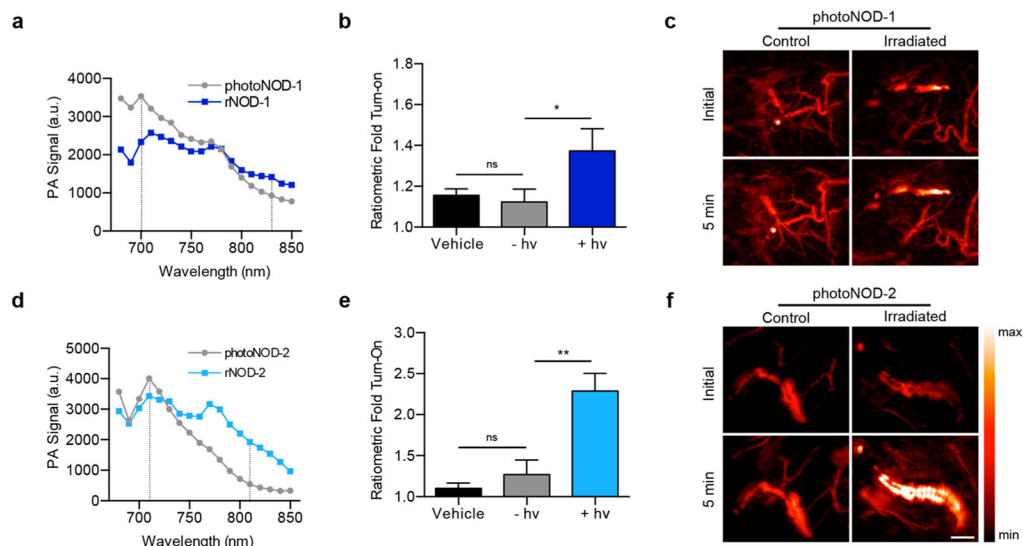 a
4000
3000
2000
1000
0
PA Signal (a.u.)
photoNOD-1
rNOD-1
700
750
800
850
Wavelength (nm)
b
1.8
1.6
1.4
1.2
1.0
Ratiometric Fold Turn-on
ns
*
Vehicle
- hv
+ hv
c
photoNOD-1
Control
Irradiated
Initial
5 min
d
5000
4000
3000
2000
1000
0
PA Signal (a.u.)
photoNOD-2
rNOD-2
700
750
800
850
Wavelength (nm)
e
3.0
2.5
2.0
1.5
1.0
Ratiometric Fold Turn-On
ns
**
Vehicle
- hv
+ hv
f
photoNOD-2
Control
Irradiated
Initial
5 min
max
min